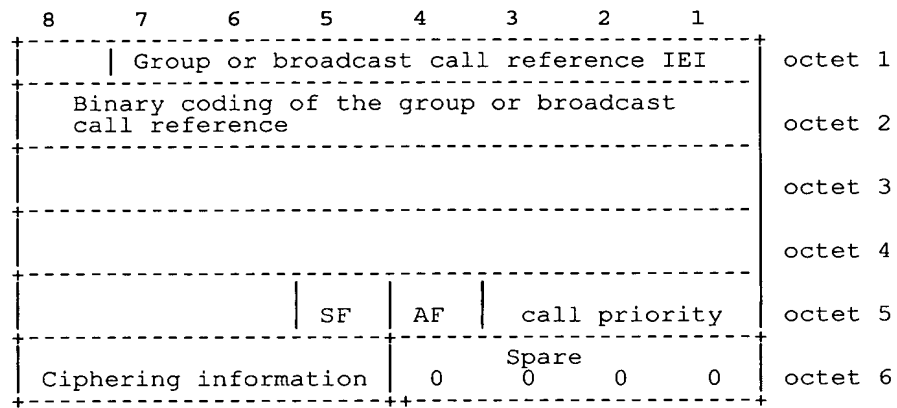 8 7 6 5 4 3 2 1
Group or broadcast call reference IEI octet 1
Binary coding of the group or broadcast
call reference octet 2
octet 3
octet 4
SF AF call priority octet 5
Spare
Ciphering information 0 0 0 0 octet 6